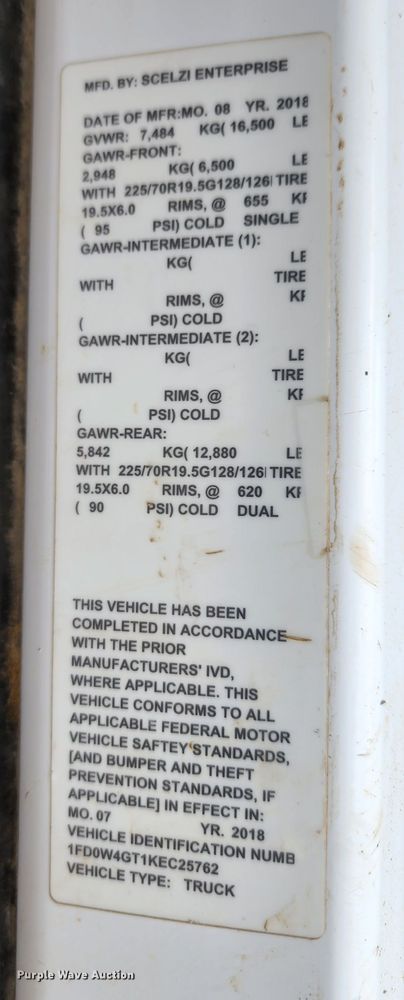 MFD. BY: SCELZI ENTERPRISE
DATE OF MFR:MO. 08 YR. 2018
GVWR: 7,484 KG( 16,500 LE
GAWR-FRONT:
2,948 KG( 6,500 LE
WITH 225/70R19.5G128/126 TIRE
19.5X6.0 RIMS, @ 655 KF
( 95 PSI) COLD SINGLE
GAWR-INTERMEDIATE (1):
KG( LE
WITH TIRE
RIMS, @ KF
( PSI) COLD
GAWR-INTERMEDIATE (2):
KG( LE
WITH TIRE
RIMS, @ KF
( PSI) COLD
GAWR-REAR:
5,842 KG( 12,880 LE
WITH 225/70R19.5G128/126 TIRE
19.5X6.0 RIMS, @ 620 KF
( 90 PSI) COLD DUAL
THIS VEHICLE HAS BEEN
COMPLETED IN ACCORDANCE
WITH THE PRIOR
MANUFACTURERS' IVD,
WHERE APPLICABLE. THIS
VEHICLE CONFORMS TO ALL
APPLICABLE FEDERAL MOTOR
VEHICLE SAFTEY STANDARDS,
[AND BUMPER AND THEFT
PREVENTION STANDARDS, IF
APPLICABLE] IN EFFECT IN:
MO. 07 YR. 2018
VEHICLE IDENTIFICATION NUMB
1FD0W4GT1KEC25762
VEHICLE TYPE: TRUCK
Purple Wave Auction